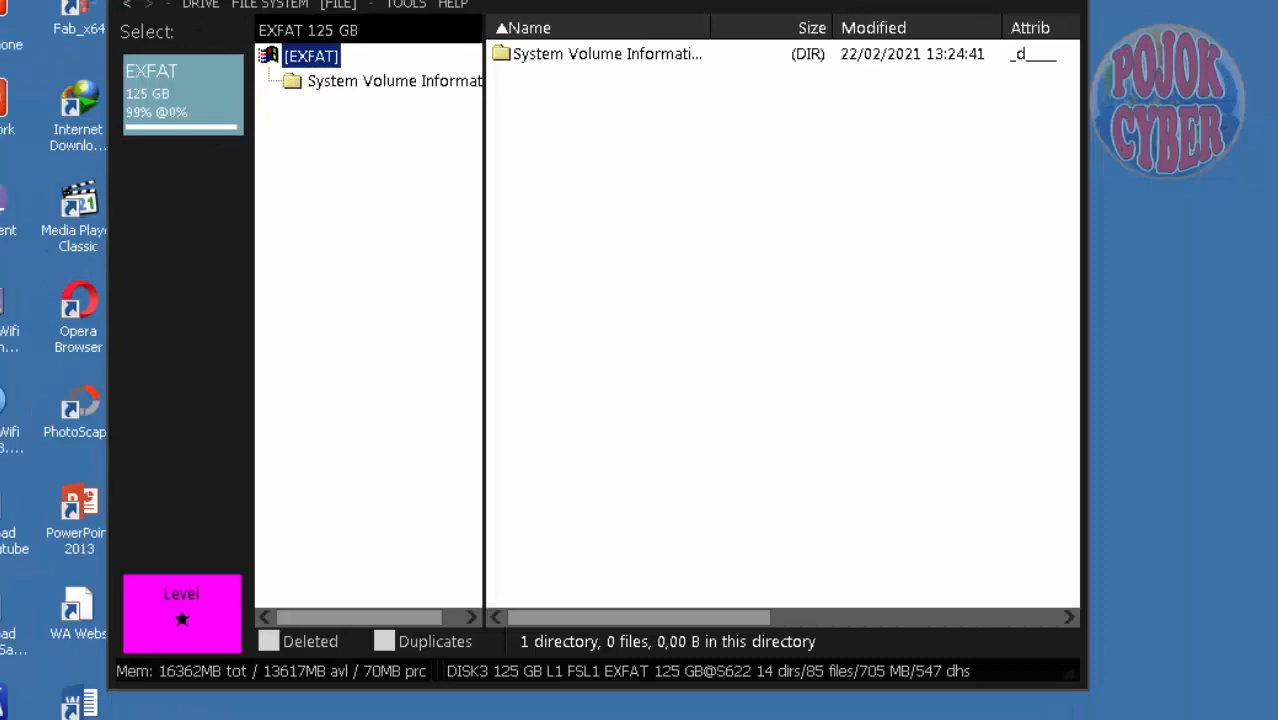 < > - DRIVE FILE SYSTEM [FILE] - TOOLS HELP
Fab_x64
Select:
EXFAT 125 GB
Name
Size
Modified
Attrib
[EXFAT]
System Volume Informati...
(DIR)
22/02/2021 13:24:41
_d____
EXFAT
125 GB
99% @0%
System Volume Informat
POJOK
CYBER
Internet
Downlo...
Media Playe
Classic
Opera
Browser
PhotoScap
PowerPoin
2013
WA Webs
Level
Deleted
Duplicates
1 directory, 0 files, 0,00 B in this directory
Mem: 16362MB tot / 13617MB avl / 70MB prc
DISK3 125 GB L1 FSL1 EXFAT 125 GB@S622 14 dirs/85 files/705 MB/547 dhs